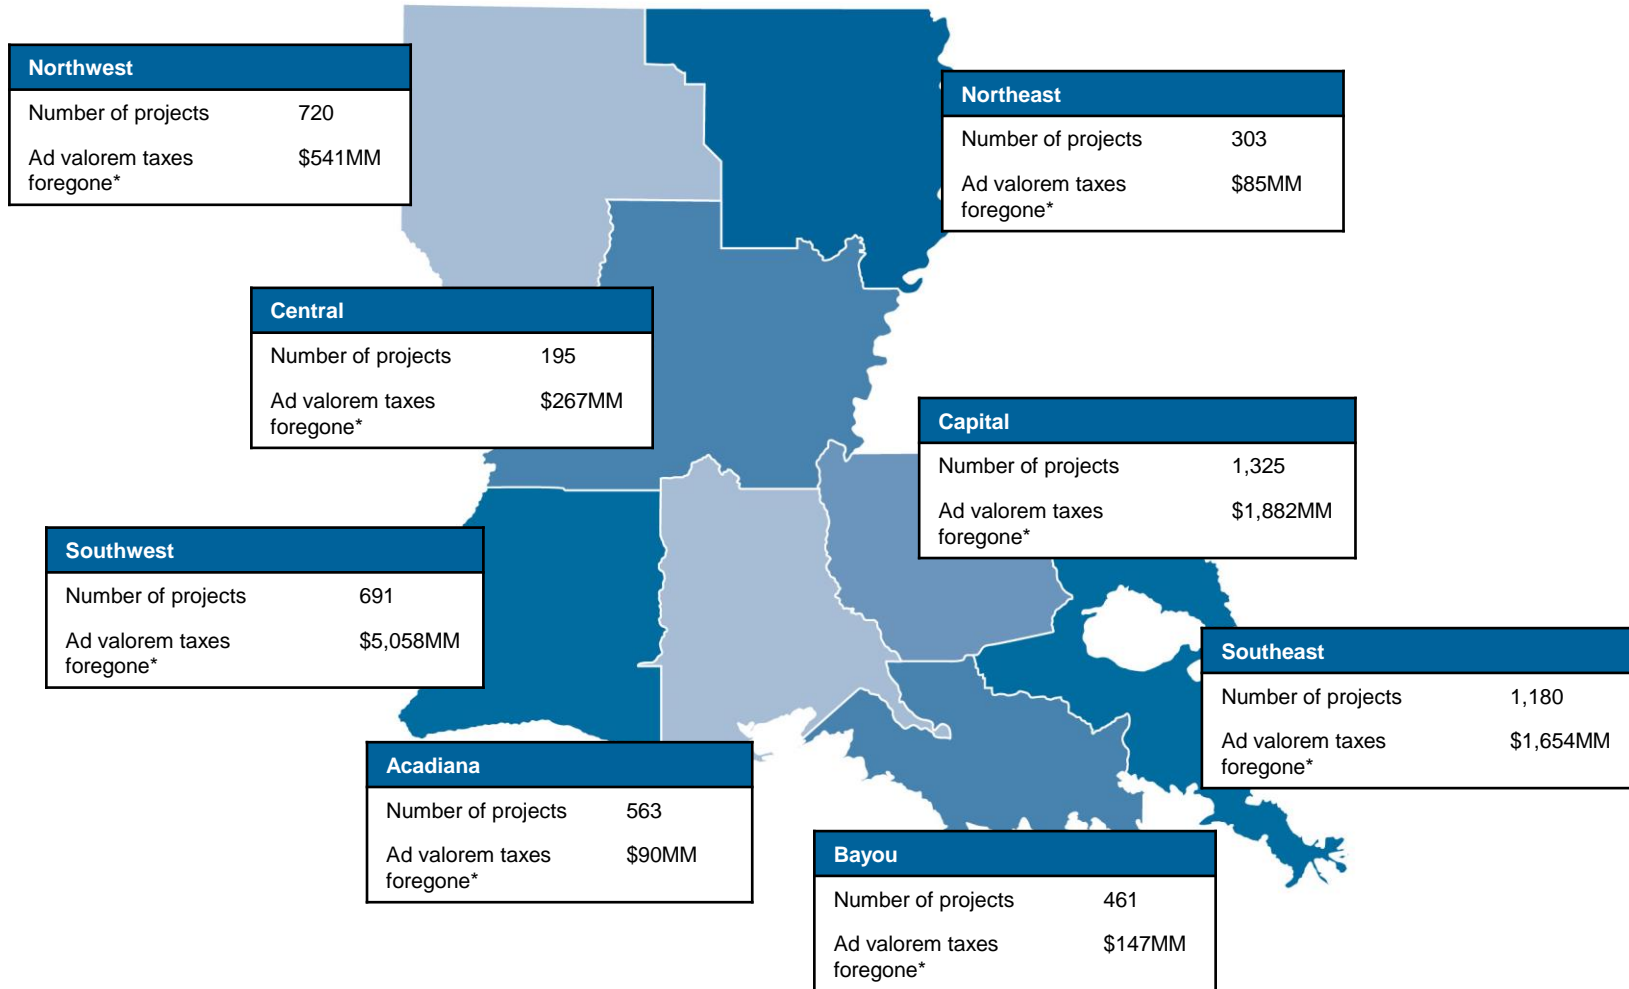 Northwest
Number of projects 720
Ad valorem taxes $541MM
foregone*
Northeast
Number of projects 303
Ad valorem taxes $85MM
foregone*
Central
Number of projects 195
Ad valorem taxes $267MM
foregone*
Capital
Number of projects 1,325
Ad valorem taxes $1,882MM
foregone*
Southwest
Number of projects 691
Ad valorem taxes $5,058MM
foregone*
Southeast
Number of projects 1,180
Ad valorem taxes $1,654MM
foregone*
Acadiana
Number of projects 563
Ad valorem taxes $90MM
foregone*
Bayou
Number of projects 461
Ad valorem taxes $147MM
foregone*